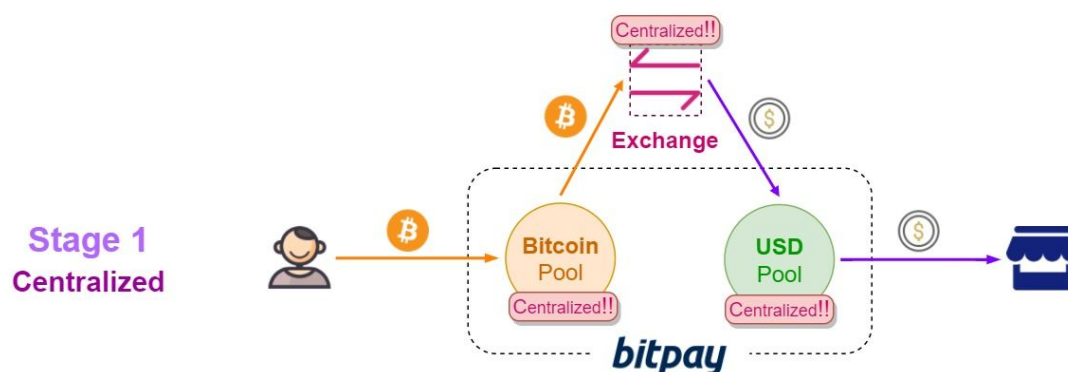 Centralized!!
Exchange
Stage 1
Centralized
Bitcoin
Pool
Centralized!!
USD
Pool
Centralized!!
bitpay